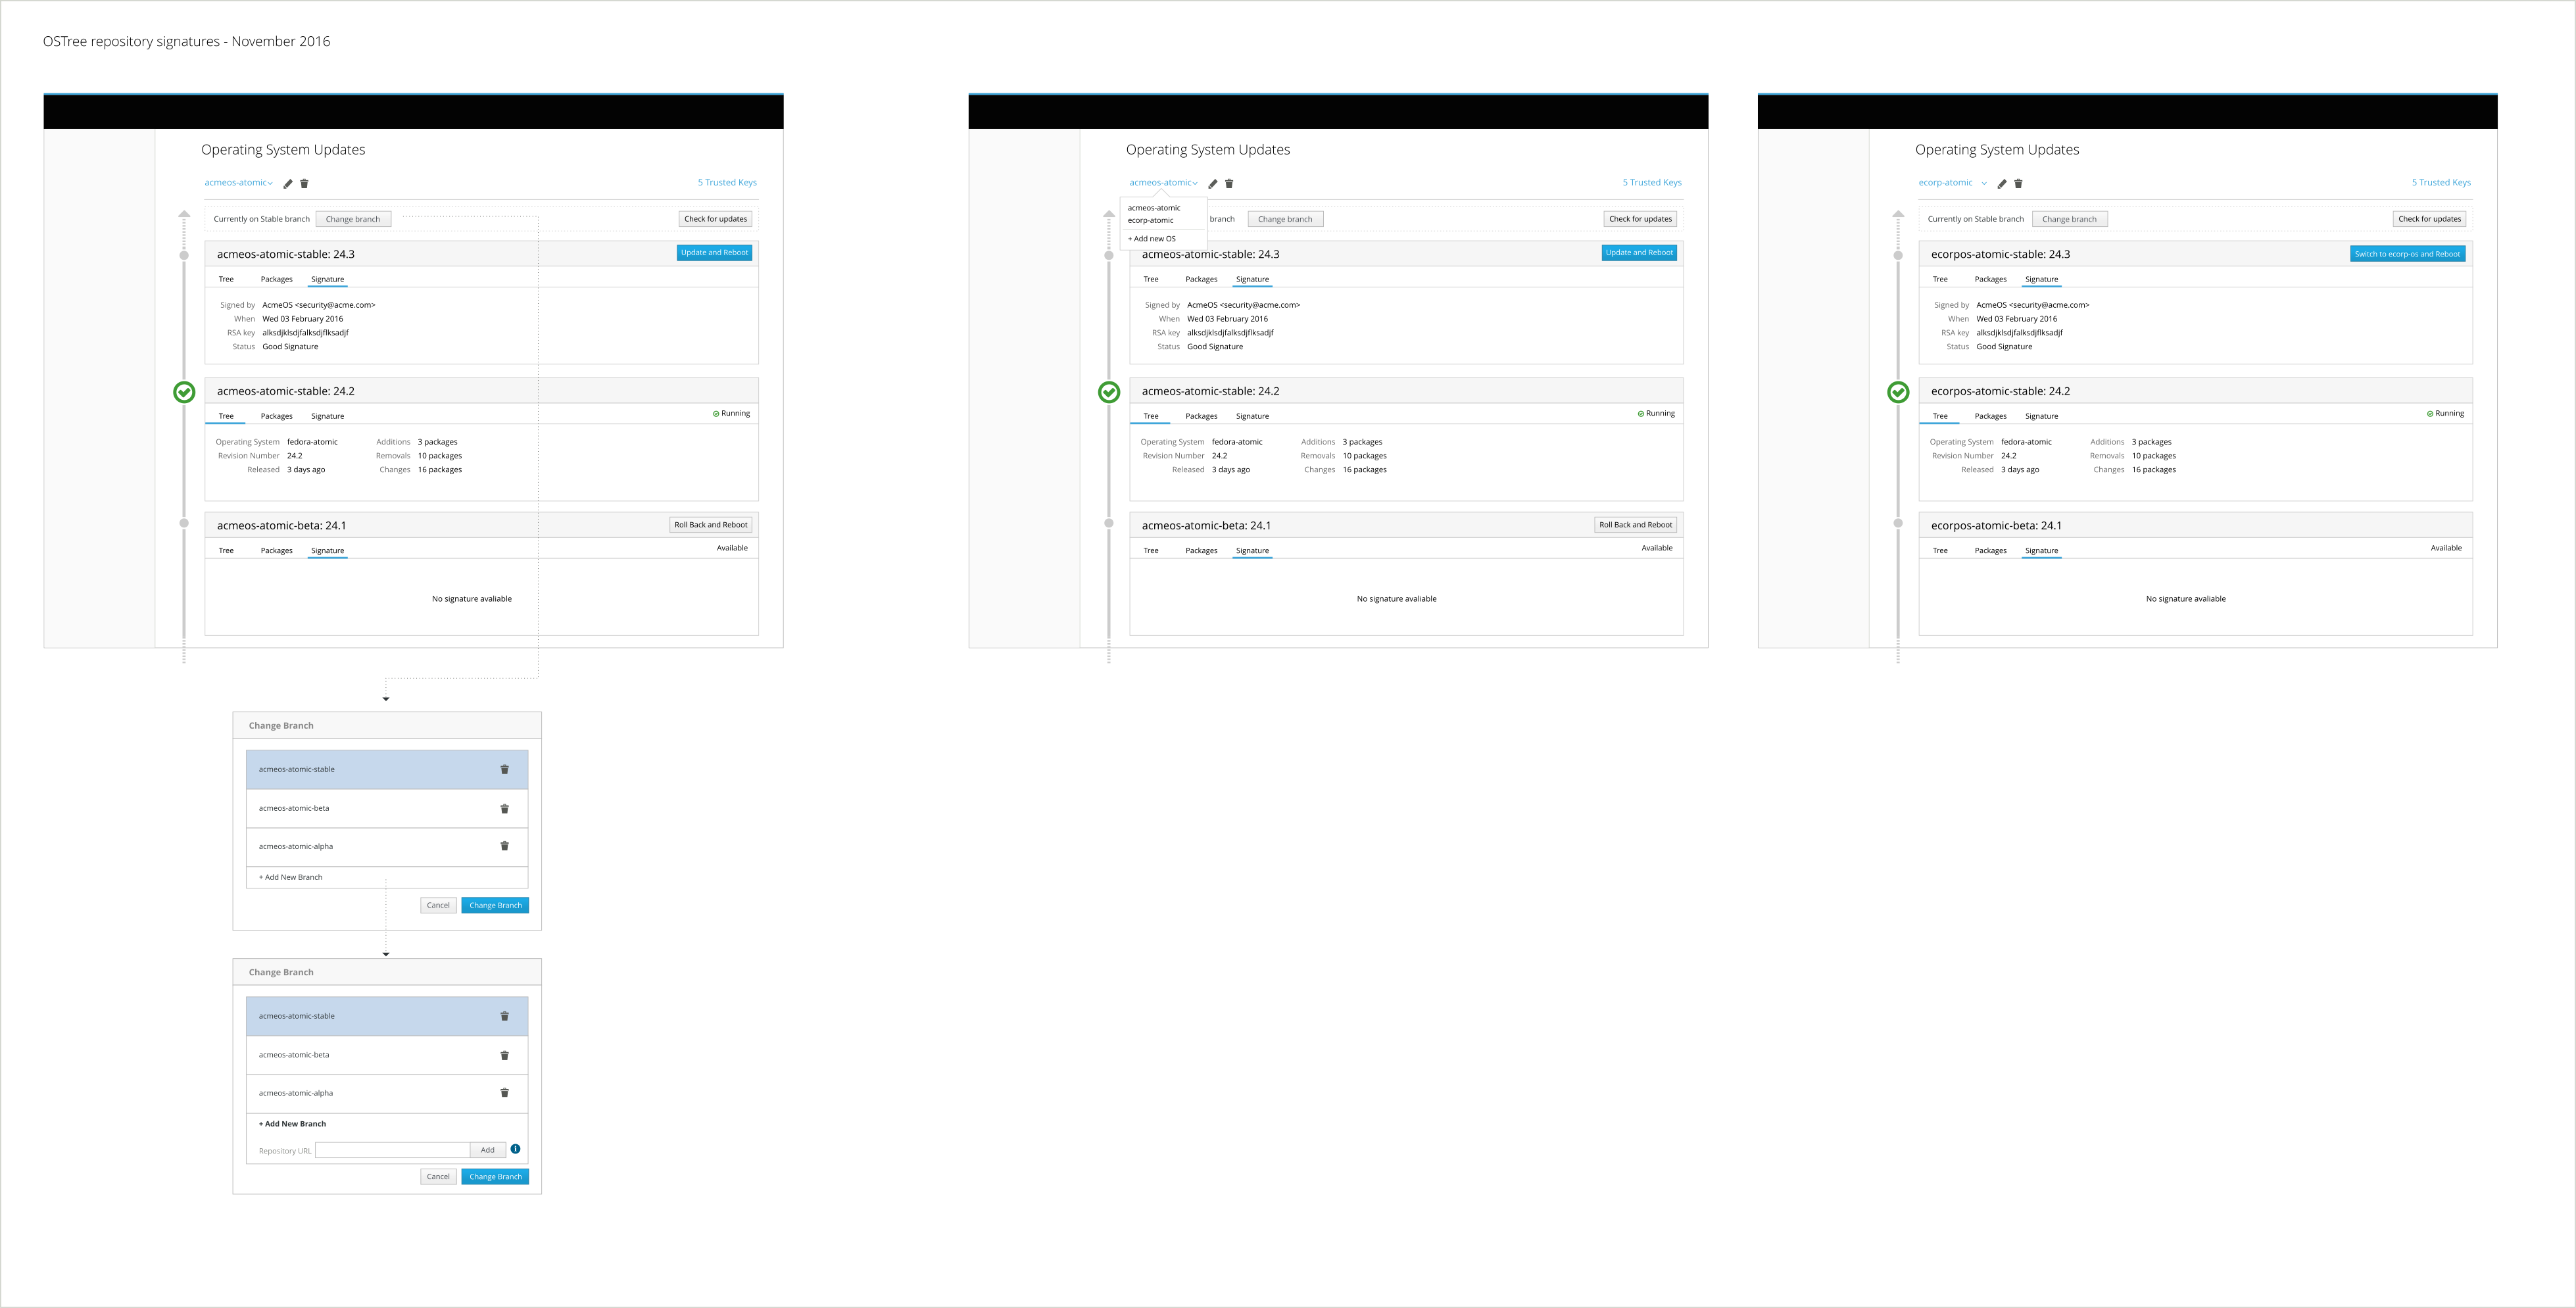 OSTree repository signatures - November 2016
Operating System Updates
acmeos-atomic 5 Trusted Keys
Currently on Stable branch Change branch Check for updates
acmeos-atomic-stable: 24.3 Update and Reboot
Tree Packages Signature
Signed by AcmeOS <security@acme.com>
When Wed 03 February 2016
RSA key alksdjklsdjfalksdjflksadjf
Status Good Signature
acmeos-atomic-stable: 24.2
Tree Packages Signature Running
Operating System fedora-atomic Additions 3 packages
Revision Number 24.2 Removals 10 packages
Released 3 days ago Changes 16 packages
acmeos-atomic-beta: 24.1 Roll Back and Reboot
Tree Packages Signature Available
No signature avaliable
Change Branch
acmeos-atomic-stable
acmeos-atomic-beta
acmeos-atomic-alpha
+ Add New Branch
Cancel Change Branch
Change Branch
acmeos-atomic-stable
acmeos-atomic-beta
acmeos-atomic-alpha
+ Add New Branch
Repository URL Add
Cancel Change Branch
Operating System Updates
acmeos-atomic 5 Trusted Keys
acmeos-atomic
ecorp-atomic
+ Add new OS
branch Change branch Check for updates
acmeos-atomic-stable: 24.3 Update and Reboot
Tree Packages Signature
Signed by AcmeOS <security@acme.com>
When Wed 03 February 2016
RSA key alksdjklsdjfalksdjflksadjf
Status Good Signature
acmeos-atomic-stable: 24.2
Tree Packages Signature Running
Operating System fedora-atomic Additions 3 packages
Revision Number 24.2 Removals 10 packages
Released 3 days ago Changes 16 packages
acmeos-atomic-beta: 24.1 Roll Back and Reboot
Tree Packages Signature Available
No signature avaliable
Operating System Updates
ecorp-atomic 5 Trusted Keys
Currently on Stable branch Change branch Check for updates
ecorpos-atomic-stable: 24.3 Switch to ecorp-os and Reboot
Tree Packages Signature
Signed by AcmeOS <security@acme.com>
When Wed 03 February 2016
RSA key alksdjklsdjfalksdjflksadjf
Status Good Signature
ecorpos-atomic-stable: 24.2
Tree Packages Signature Running
Operating System fedora-atomic Additions 3 packages
Revision Number 24.2 Removals 10 packages
Released 3 days ago Changes 16 packages
ecorpos-atomic-beta: 24.1
Tree Packages Signature Available
No signature avaliable